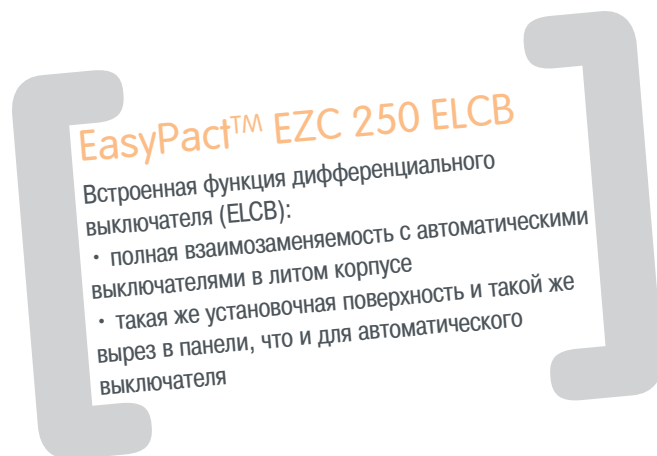 EasyPact™ EZC 250 ELCB
Встроенная функция дифференциального
выключателя (ELCB):
· полная взаимозаменяемость с автоматическими
выключателями в литом корпусе
· такая же установочная поверхность и такой же
вырез в панели, что и для автоматического
выключателя